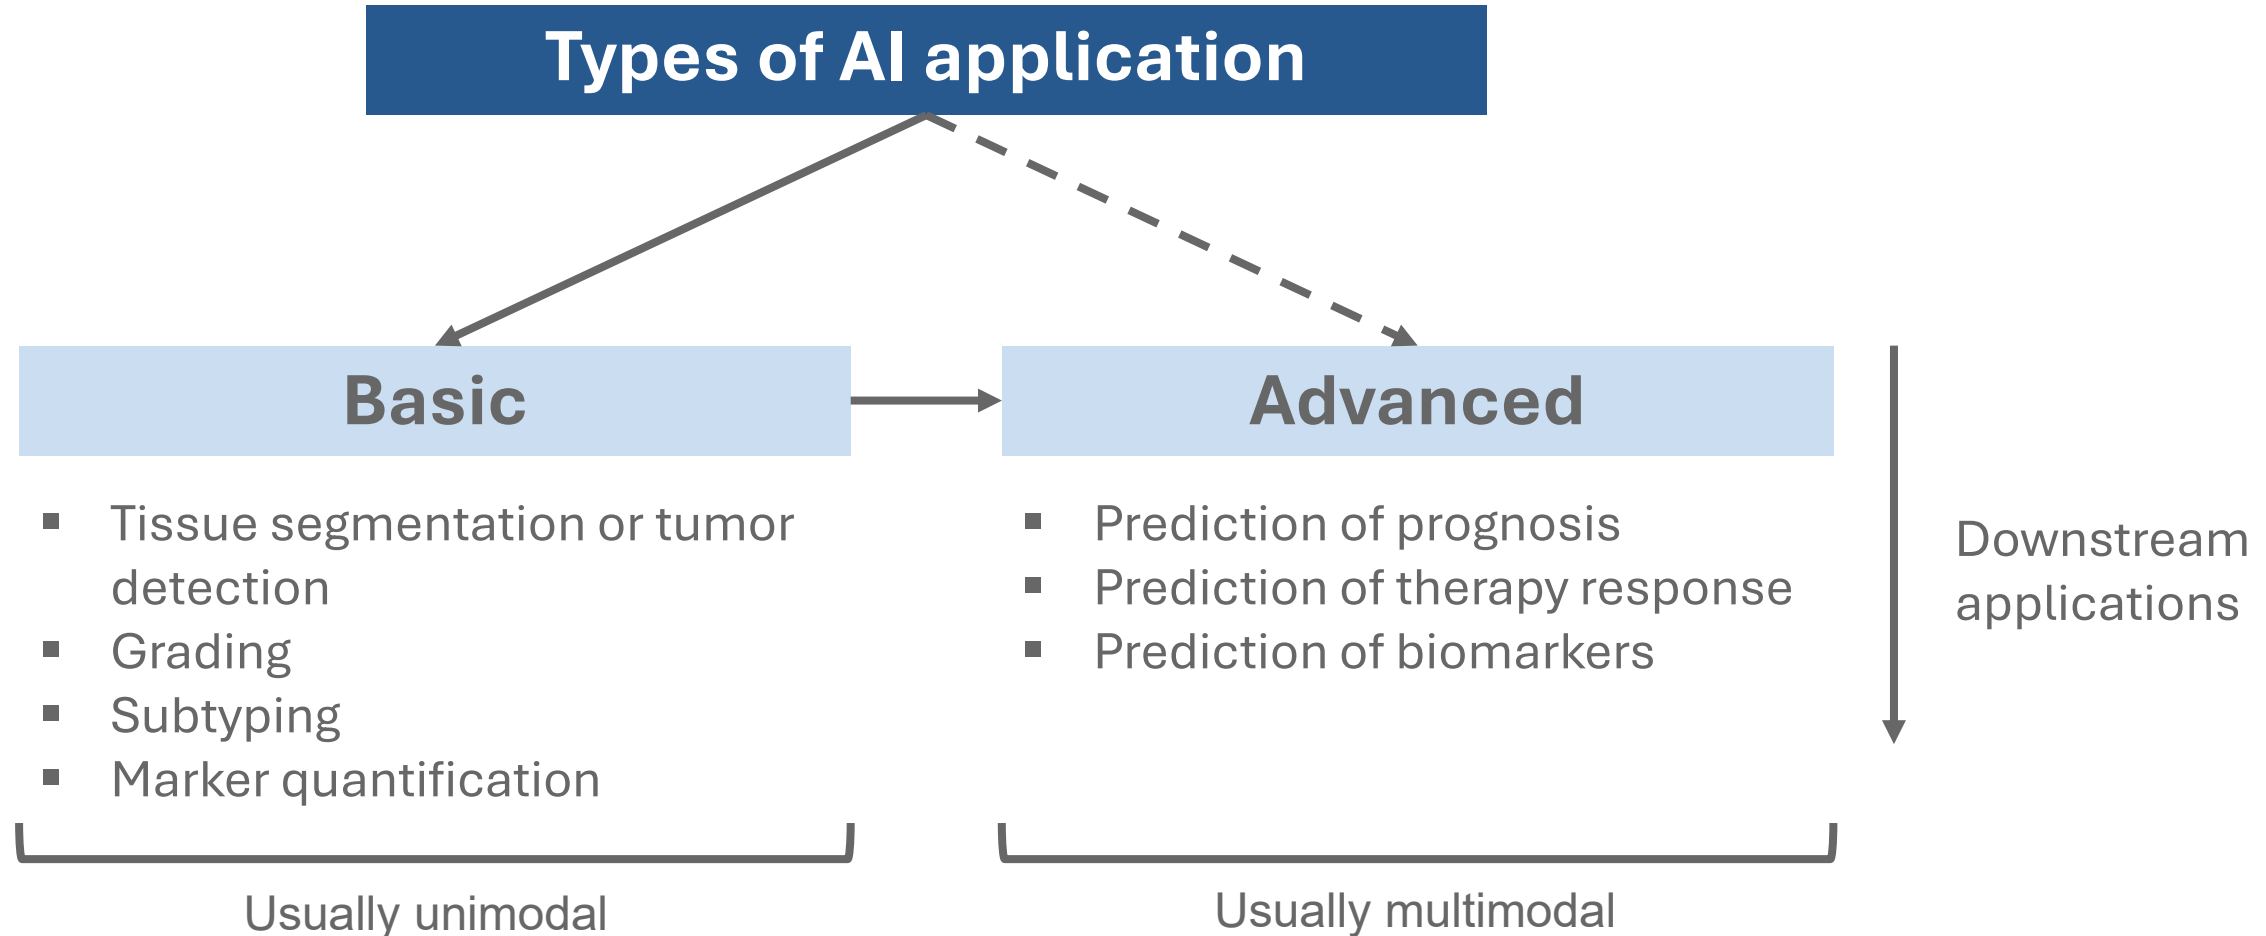 Types of AI application
Basic
Advanced
Tissue segmentation or tumor
detection
Grading
Subtyping
Marker quantification
Prediction of prognosis
Prediction of therapy response
Prediction of biomarkers
Downstream
applications
Usually unimodal
Usually multimodal